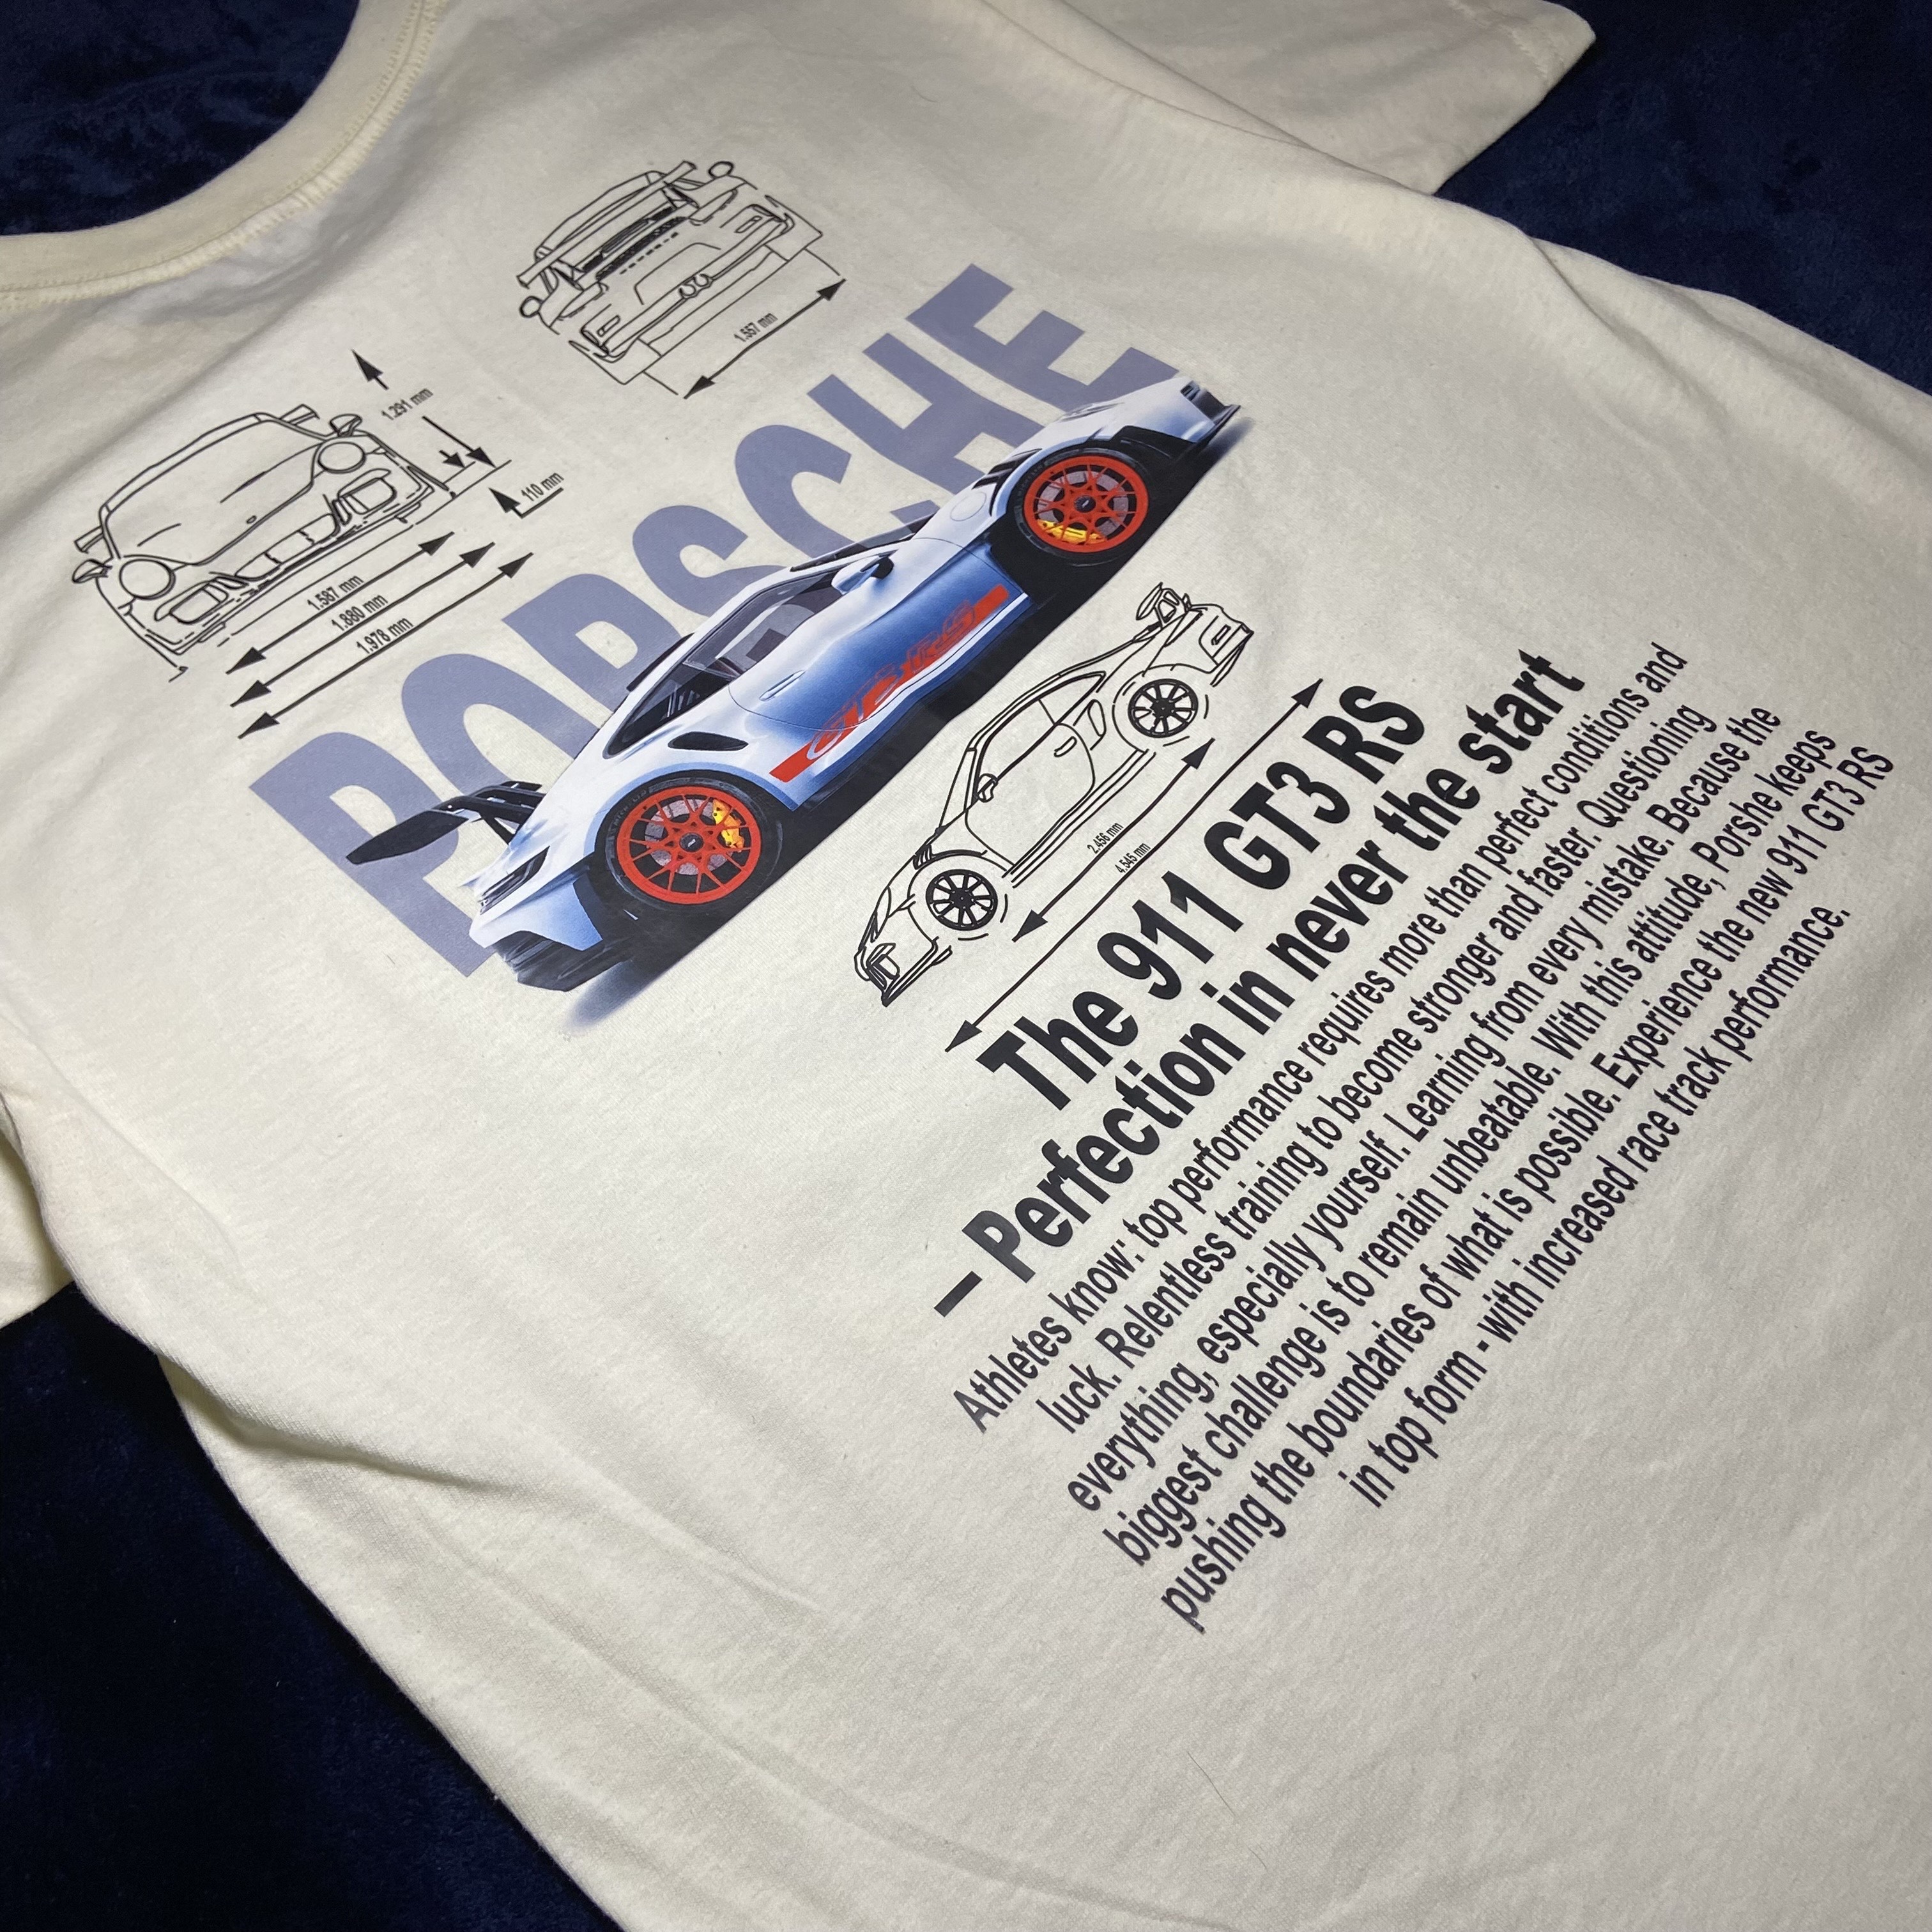 1.557 mm
1.291 mm
110 mm
1.587 mm
1.880 mm
1.978 mm
PORSCHE
GT3 RS
2.456 mm
4.545 mm
The 911 GT3 RS
– Perfection in never the start
Athletes know: top performance requires more than perfect conditions and
luck. Relentless training to become stronger and faster. Questioning
everything, especially yourself. Learning from every mistake. Because the
biggest challenge is to remain unbeatable. With this attitude, Porshe keeps
pushing the boundaries of what is possible. Experience the new 911 GT3 RS
in top form - with increased race track performance.